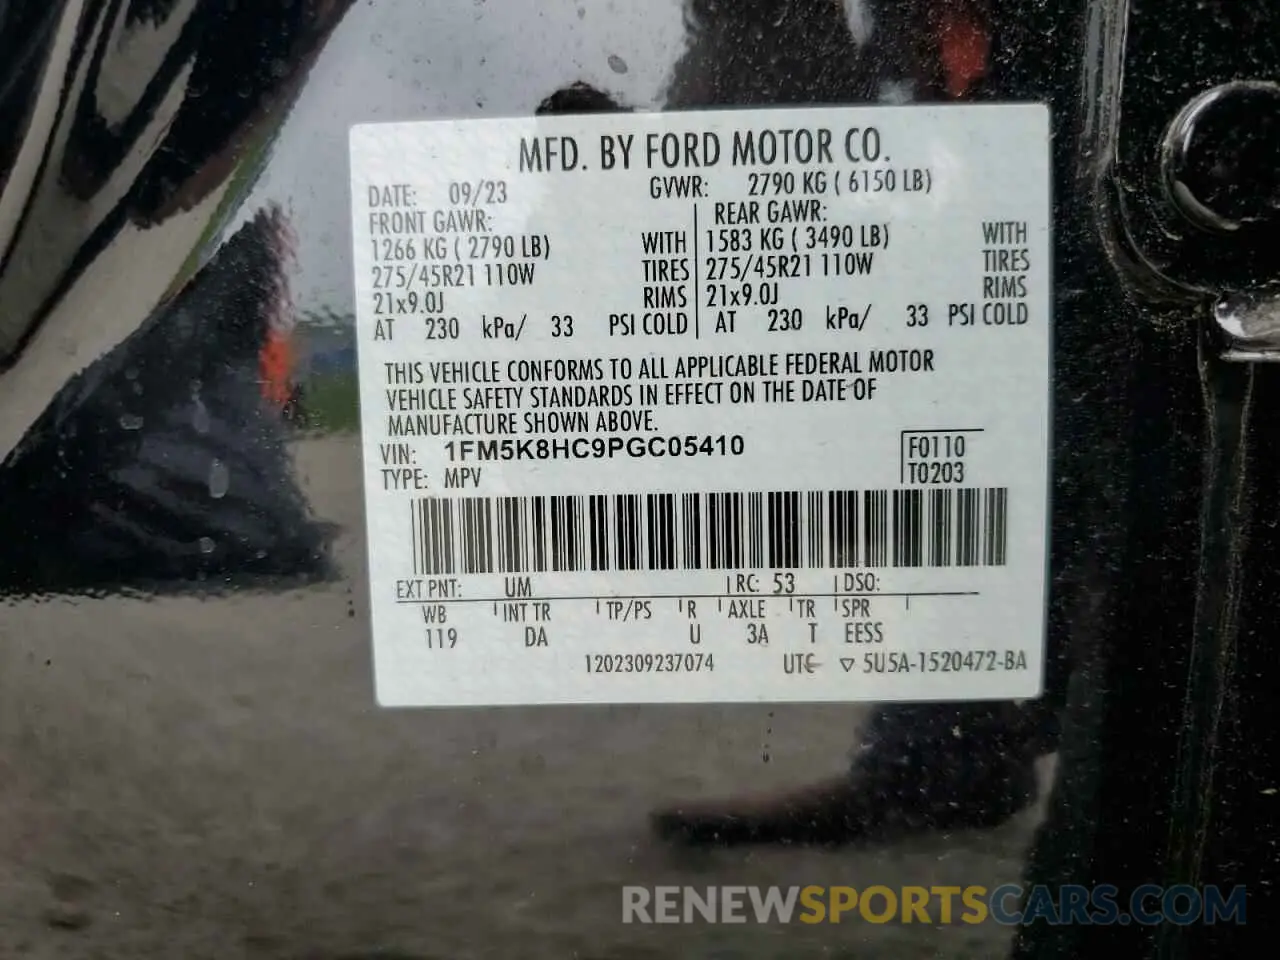 MFD. BY FORD MOTOR CO.
DATE: 09/23 GVWR: 2790 KG ( 6150 LB)
FRONT GAWR: REAR GAWR:
1266 KG ( 2790 LB) WITH 1583 KG ( 3490 LB) WITH
275/45R21 110W TIRES 275/45R21 110W TIRES
21x9.0J RIMS 21x9.0J RIMS
AT 230 kPa/ 33 PSI COLD AT 230 kPa/ 33 PSI COLD
THIS VEHICLE CONFORMS TO ALL APPLICABLE FEDERAL MOTOR
VEHICLE SAFETY STANDARDS IN EFFECT ON THE DATE OF
MANUFACTURE SHOWN ABOVE.
VIN: 1FM5K8HC9PGC05410 F0110
TYPE: MPV T0203
EXT PNT: UM RC: 53 DSO:
WB INT TR TP/PS R AXLE TR SPR
119 DA U 3A T EESS
1202309237074 UTC ▽ 5U5A-1520472-BA
RENEWSPORTSCARS.COM